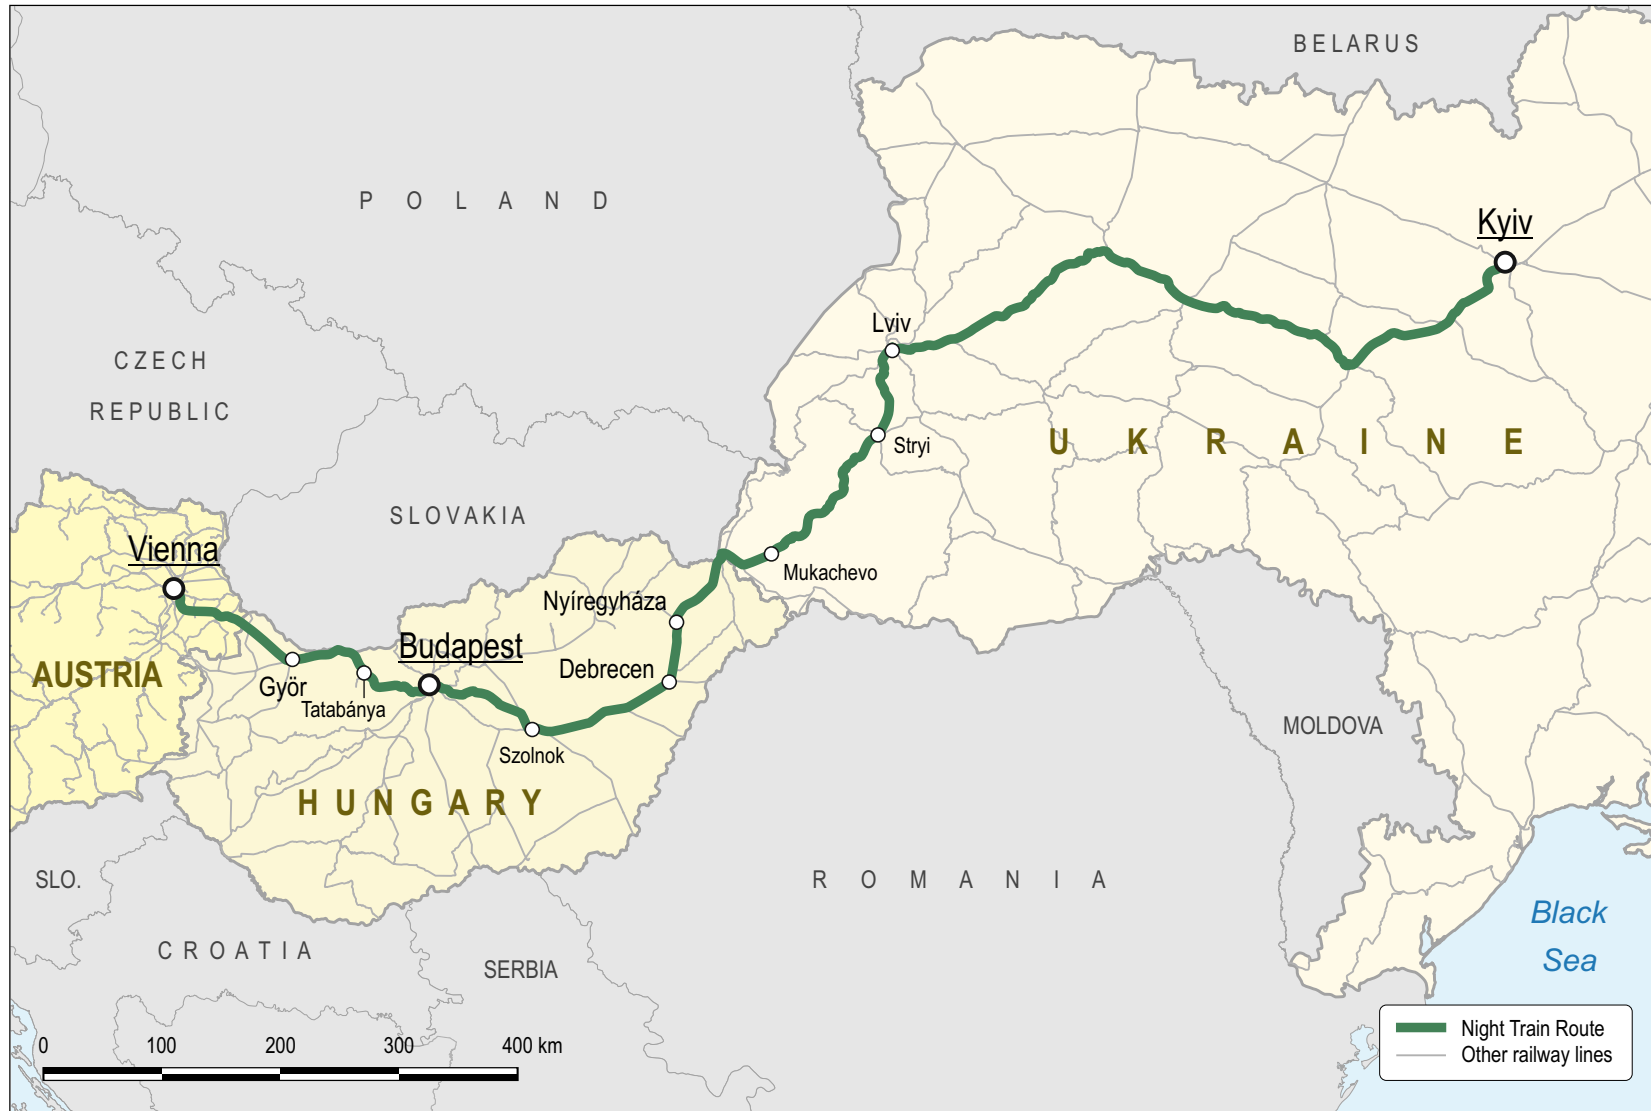 BELARUS
POLAND
Kyiv
Lviv
CZECH
REPUBLIC
UKRAINE
Stryi
SLOVAKIA
Vienna
Mukachevo
Nyíregyháza
Budapest
Debrecen
AUSTRIA
Györ
Tatabánya
MOLDOVA
Szolnok
HUNGARY
SLO.
ROMANIA
Black
Sea
CROATIA
SERBIA
0 100 200 300 400 km
Night Train Route
Other railway lines